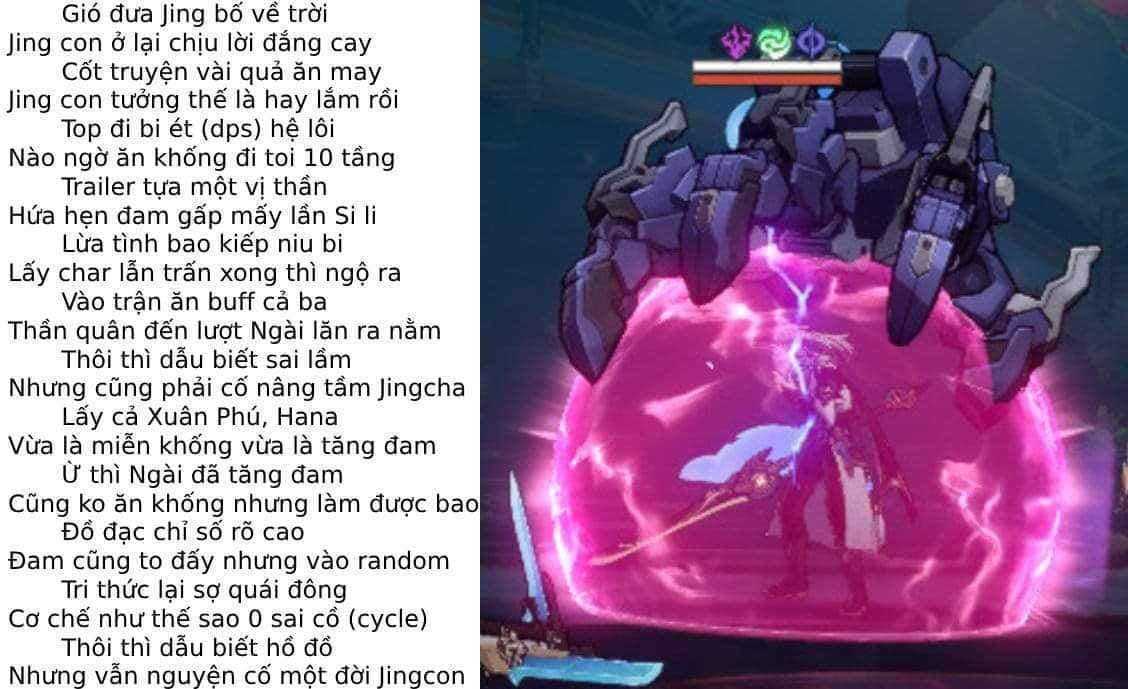 Gió đưa Jing bố về trời
Jing con ở lại chịu lời đắng cay
Cốt truyện vài quả ăn may
Jing con tưởng thế là hay lắm rồi
Top đi bi ét (dps) hệ lôi
Nào ngờ ăn khống đi toi 10 tầng
Trailer tựa một vị thần
Hứa hẹn đam gấp mấy lần Si li
Lừa tình bao kiếp niu bi
Lấy char lẫn trấn xong thì ngộ ra
Vào trận ăn buff cả ba
Thần quân đến lượt Ngài lăn ra nằm
Thôi thì dẫu biết sai lầm
Nhưng cũng phải cố nâng tầm Jingcha
Lấy cả Xuân Phú, Hana
Vừa là miễn khống vừa là tăng đam
Ừ thì Ngài đã tăng đam
Cũng ko ăn khống nhưng làm được bao
Đồ đạc chỉ số rõ cao
Đam cũng to đấy nhưng vào random
Tri thức lại sợ quái đông
Cơ chế như thế sao 0 sai cồ (cycle)
Thôi thì dẫu biết hồ đồ
Nhưng vẫn nguyện cố một đời Jingcon